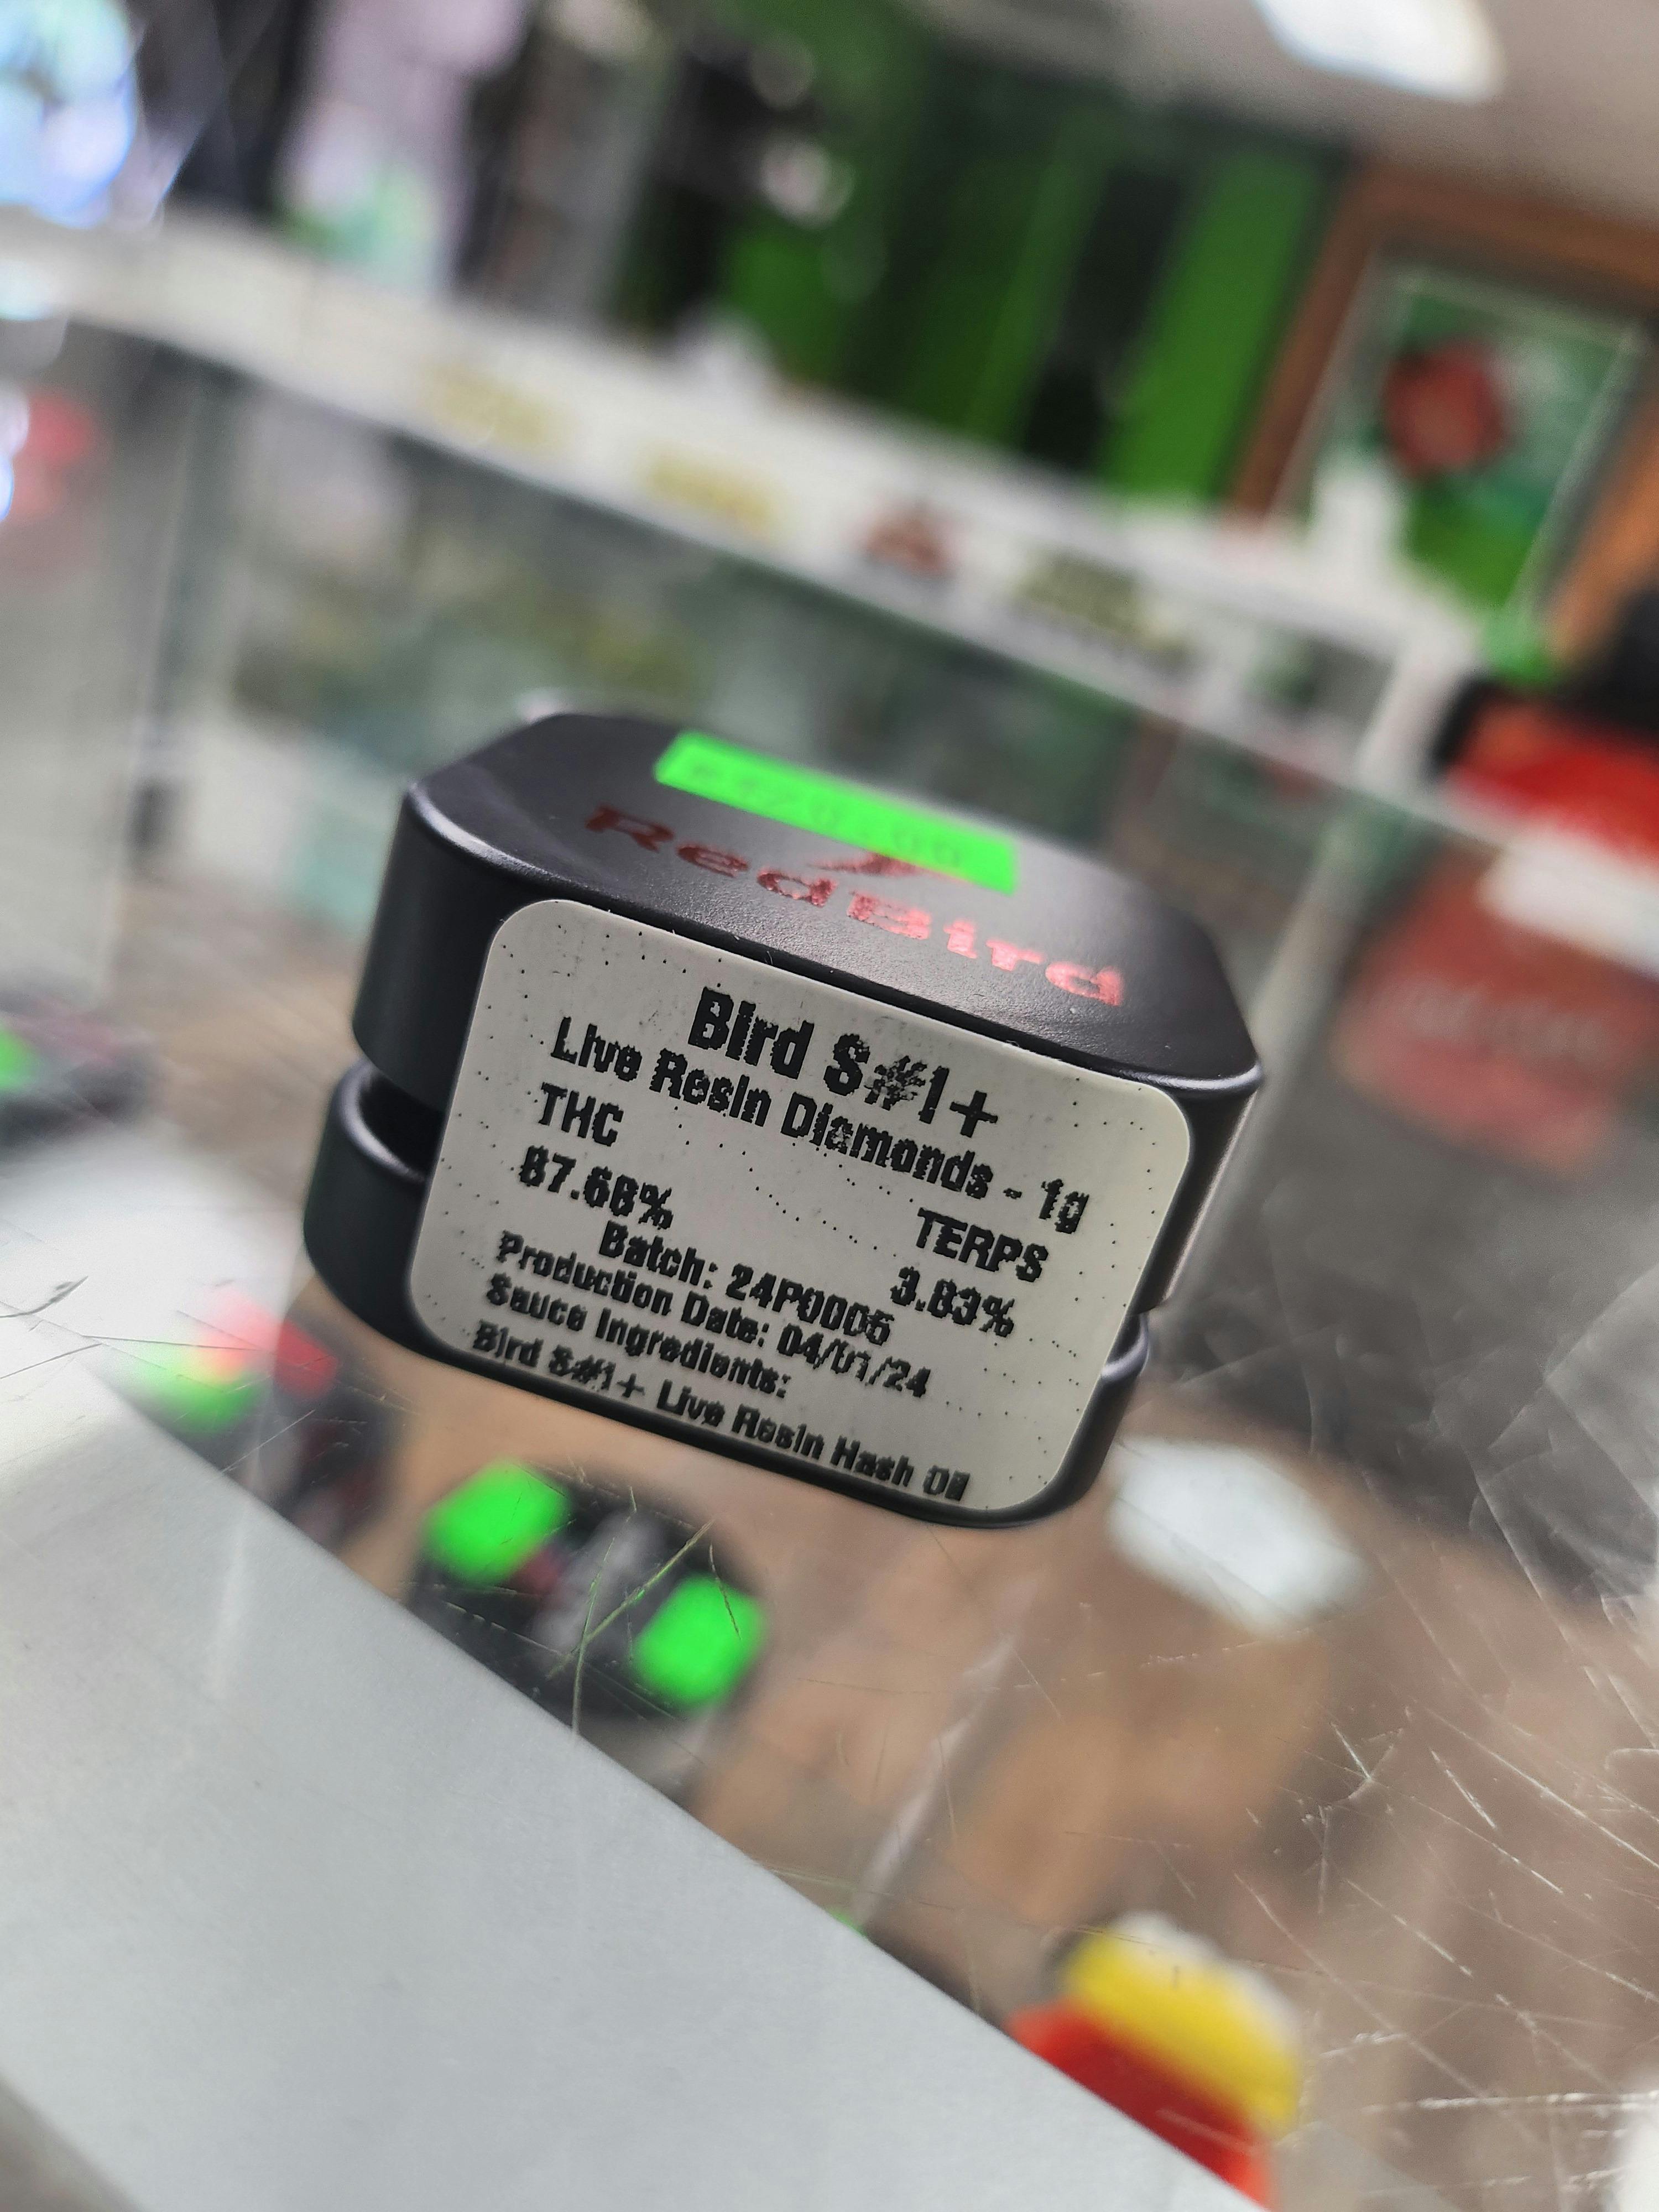 RedBird
Bird S#1+
Live Resin Diamonds - 1g
THC
TERPS
87.68%
3.83%
Batch: 24P0005
Production Date: 04/01/24
Sauce Ingredients:
Bird S#1+ Live Resin Hash Oil